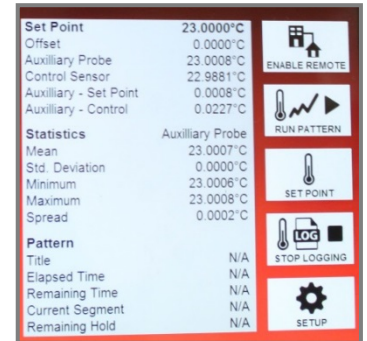 Set Point 23.0000°C
Offset 0.0000°C
Auxilliary Probe 23.0008°C
Control Sensor 22.9881°C
Auxilliary - Set Point 0.0008°C
Auxilliary - Control 0.0227°C
Statistics Auxilliary Probe
Mean 23.0007°C
Std. Deviation 0.0000°C
Minimum 23.0006°C
Maximum 23.0008°C
Spread 0.0002°C
Pattern
Title N/A
Elapsed Time N/A
Remaining Time N/A
Current Segment N/A
Remaining Hold N/A
ENABLE REMOTE
RUN PATTERN
SET POINT
LOG
STOP LOGGING
SETUP